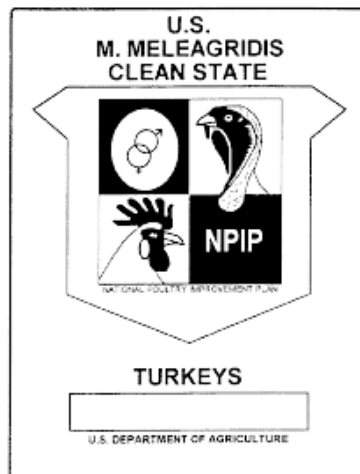 U.S.
M. MELEAGRIDIS
CLEAN STATE
NPIP
NATIONAL POULTRY IMPROVEMENT PLAN
TURKEYS
U.S. DEPARTMENT OF AGRICULTURE